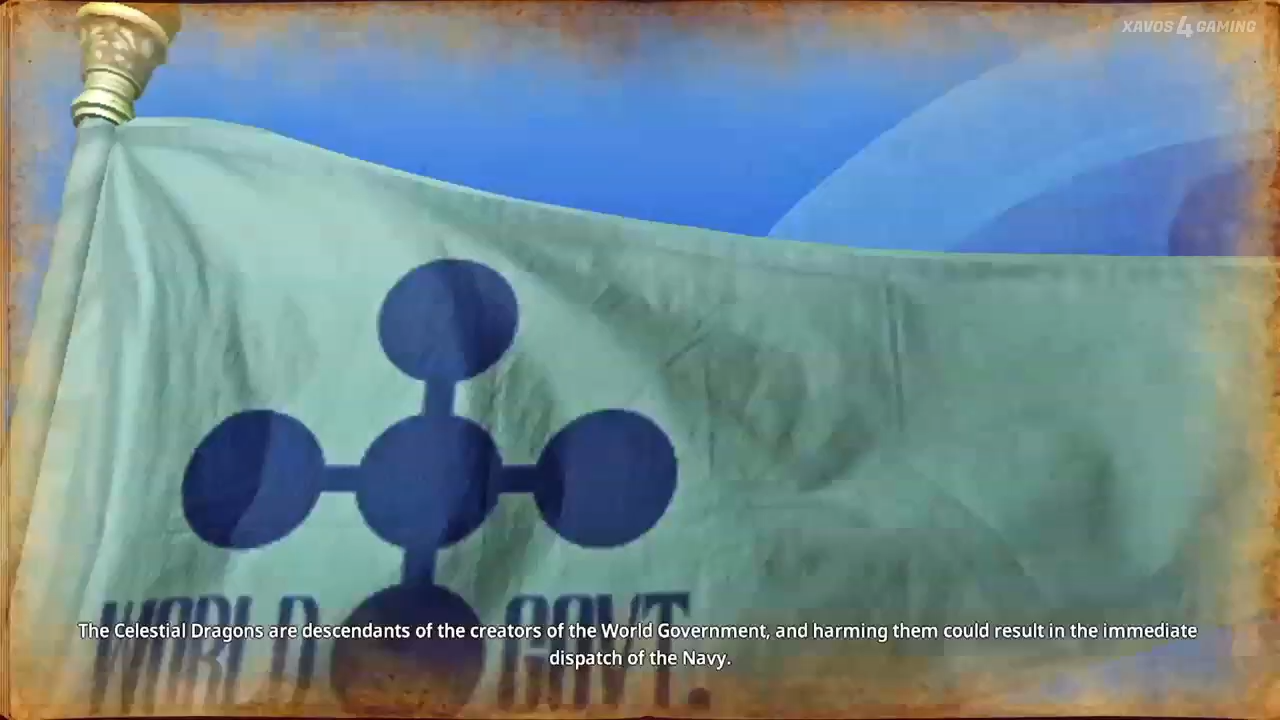 XAVOS 4 GAMING
WORLD GOVT.
The Celestial Dragons are descendants of the creators of the World Government, and harming them could result in the immediate
dispatch of the Navy.